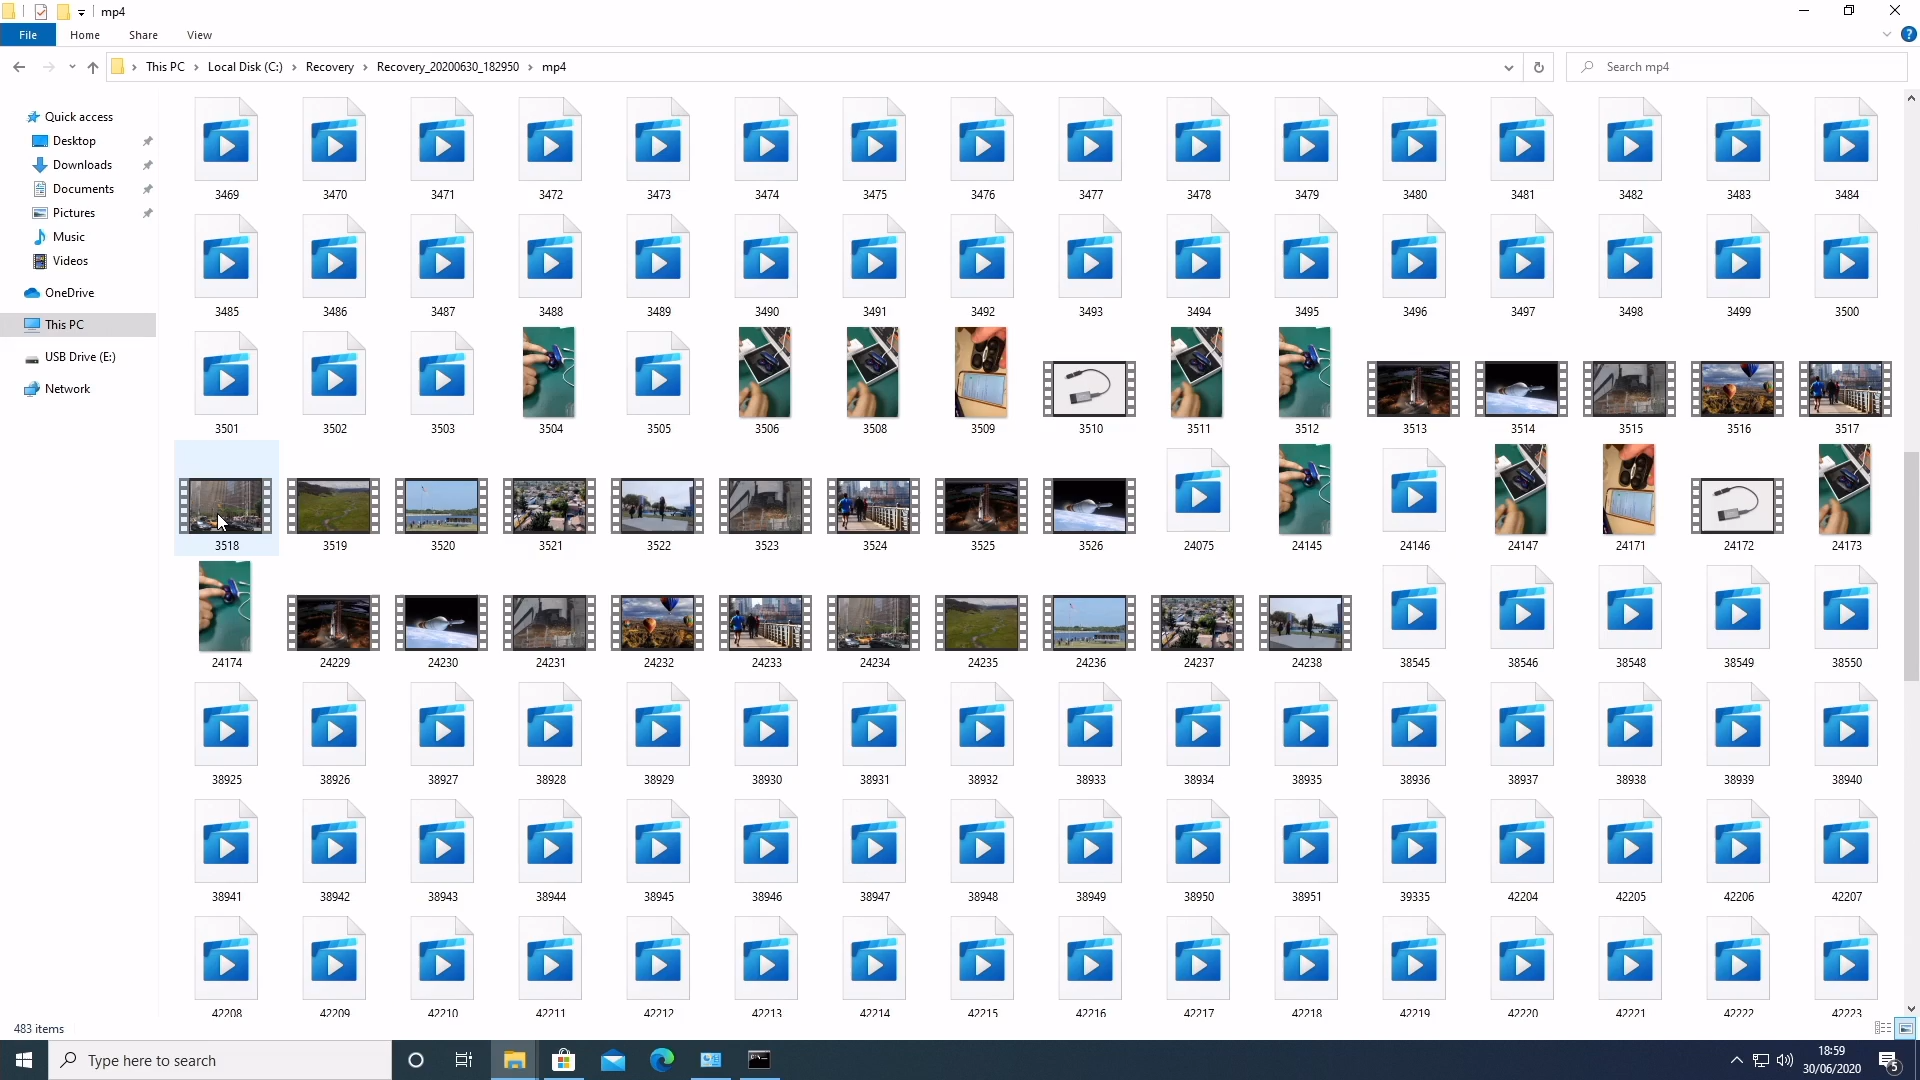 mp4
File Home Share View
This PC Local Disk (C:) Recovery Recovery_20200630_182950 mp4 Search mp4
Quick access
Desktop
Downloads
Documents
Pictures
Music
Videos
OneDrive
This PC
USB Drive (E:)
Network
3469 3470 3471 3472 3473 3474 3475 3476 3477 3478 3479 3480 3481 3482 3483 3484
3485 3486 3487 3488 3489 3490 3491 3492 3493 3494 3495 3496 3497 3498 3499 3500
3501 3502 3503 3504 3505 3506 3508 3509 3510 3511 3512 3513 3514 3515 3516 3517
3518 3519 3520 3521 3522 3523 3524 3525 3526 24075 24145 24146 24147 24171 24172 24173
24174 24229 24230 24231 24232 24233 24234 24235 24236 24237 24238 38545 38546 38548 38549 38550
38925 38926 38927 38928 38929 38930 38931 38932 38933 38934 38935 38936 38937 38938 38939 38940
38941 38942 38943 38944 38945 38946 38947 38948 38949 38950 38951 39335 42204 42205 42206 42207
42208 42209 42210 42211 42212 42213 42214 42215 42216 42217 42218 42219 42220 42221 42222 42223
483 items
Type here to search
18:59
30/06/2020
5